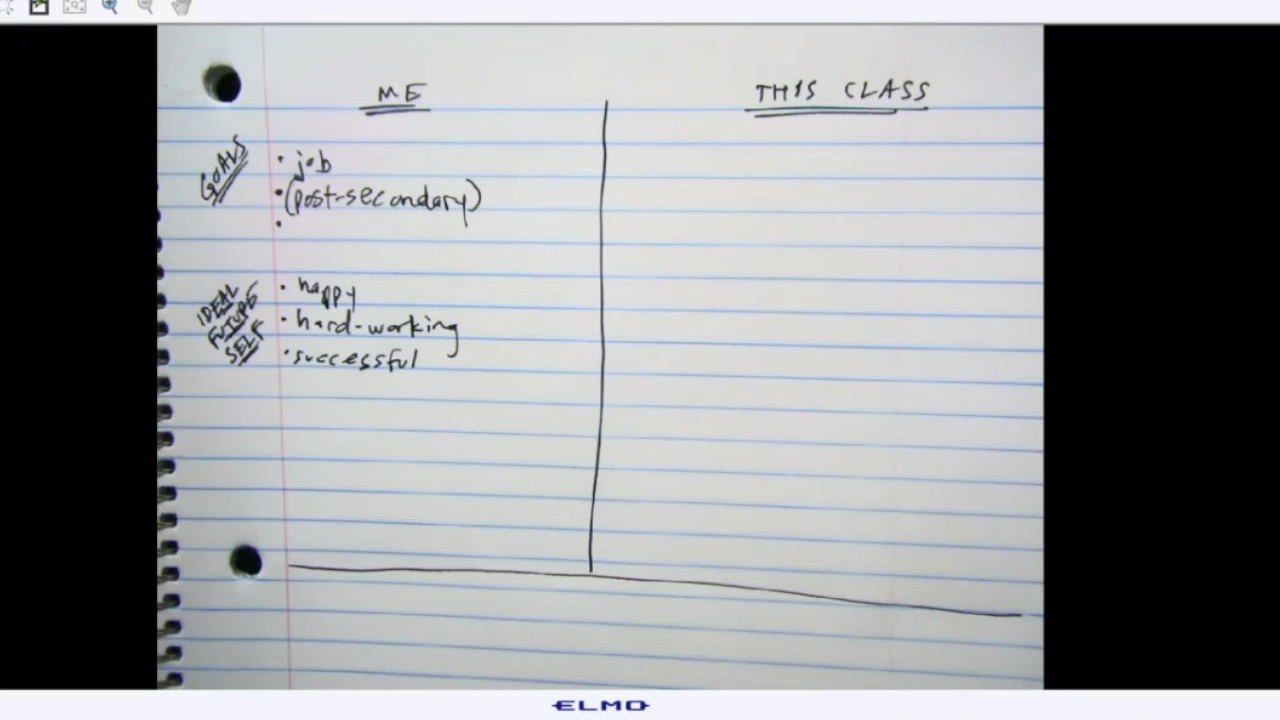 ME
THIS CLASS
GOALS
• job
• (post-secondary)
•
IDEAL
FUTURE
SELF
• happy
• hard-working
• successful
ELMO